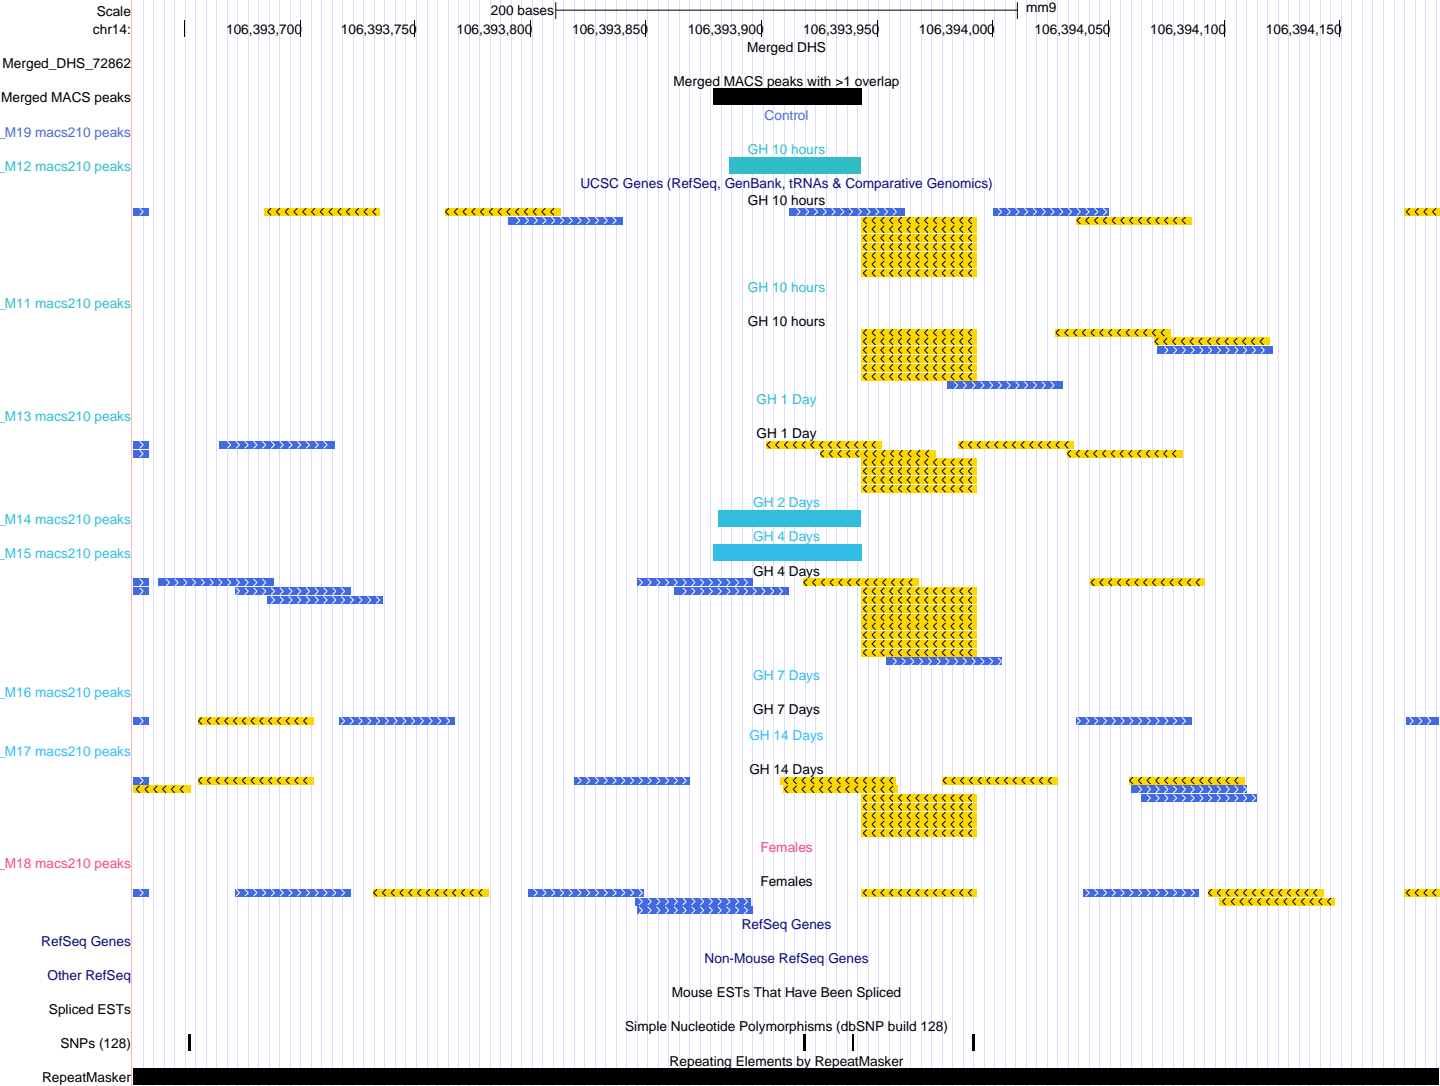 Scale 200 bases mm9
chr14: 106,393,700 106,393,750 106,393,800 106,393,850 106,393,900 106,393,950 106,394,000 106,394,050 106,394,100 106,394,150
Merged DHS
Merged_DHS_72862
Merged MACS peaks with >1 overlap
Merged MACS peaks
Control
_M19 macs210 peaks
GH 10 hours
_M12 macs210 peaks
UCSC Genes (RefSeq, GenBank, tRNAs & Comparative Genomics)
GH 10 hours
GH 10 hours
_M11 macs210 peaks
GH 10 hours
GH 1 Day
_M13 macs210 peaks
GH 1 Day
GH 2 Days
_M14 macs210 peaks
GH 4 Days
_M15 macs210 peaks
GH 4 Days
GH 7 Days
_M16 macs210 peaks
GH 7 Days
GH 14 Days
_M17 macs210 peaks
GH 14 Days
Females
_M18 macs210 peaks
Females
RefSeq Genes
RefSeq Genes
Non-Mouse RefSeq Genes
Other RefSeq
Mouse ESTs That Have Been Spliced
Spliced ESTs
Simple Nucleotide Polymorphisms (dbSNP build 128)
SNPs (128)
Repeating Elements by RepeatMasker
RepeatMasker